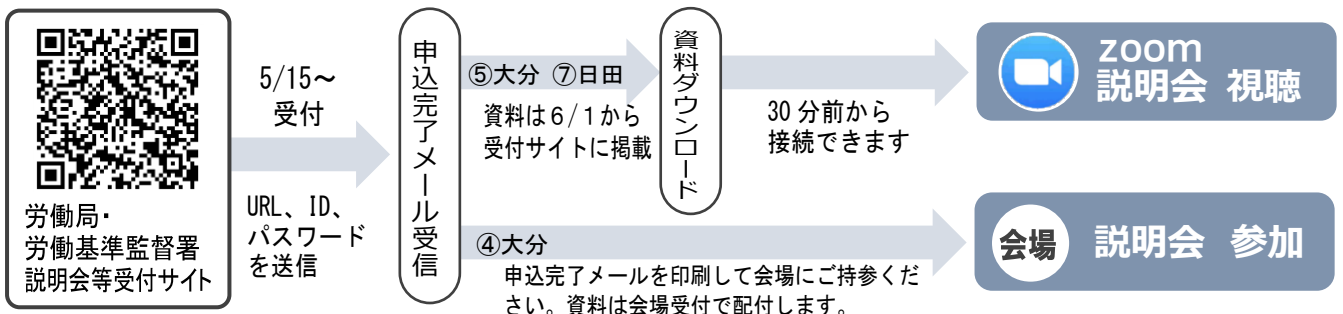 労働局・
労働基準監督署
説明会等受付サイト
5/15～
受付
URL、ID、
パスワード
を送信
申込完了メール受信
⑤大分 ⑦日田
資料は6/1から
受付サイトに掲載
資料ダウンロード
30分前から
接続できます
zoom
説明会 視聴
④大分
申込完了メールを印刷して会場にご持参くだ
さい。資料は会場受付で配付します。
会場 説明会 参加